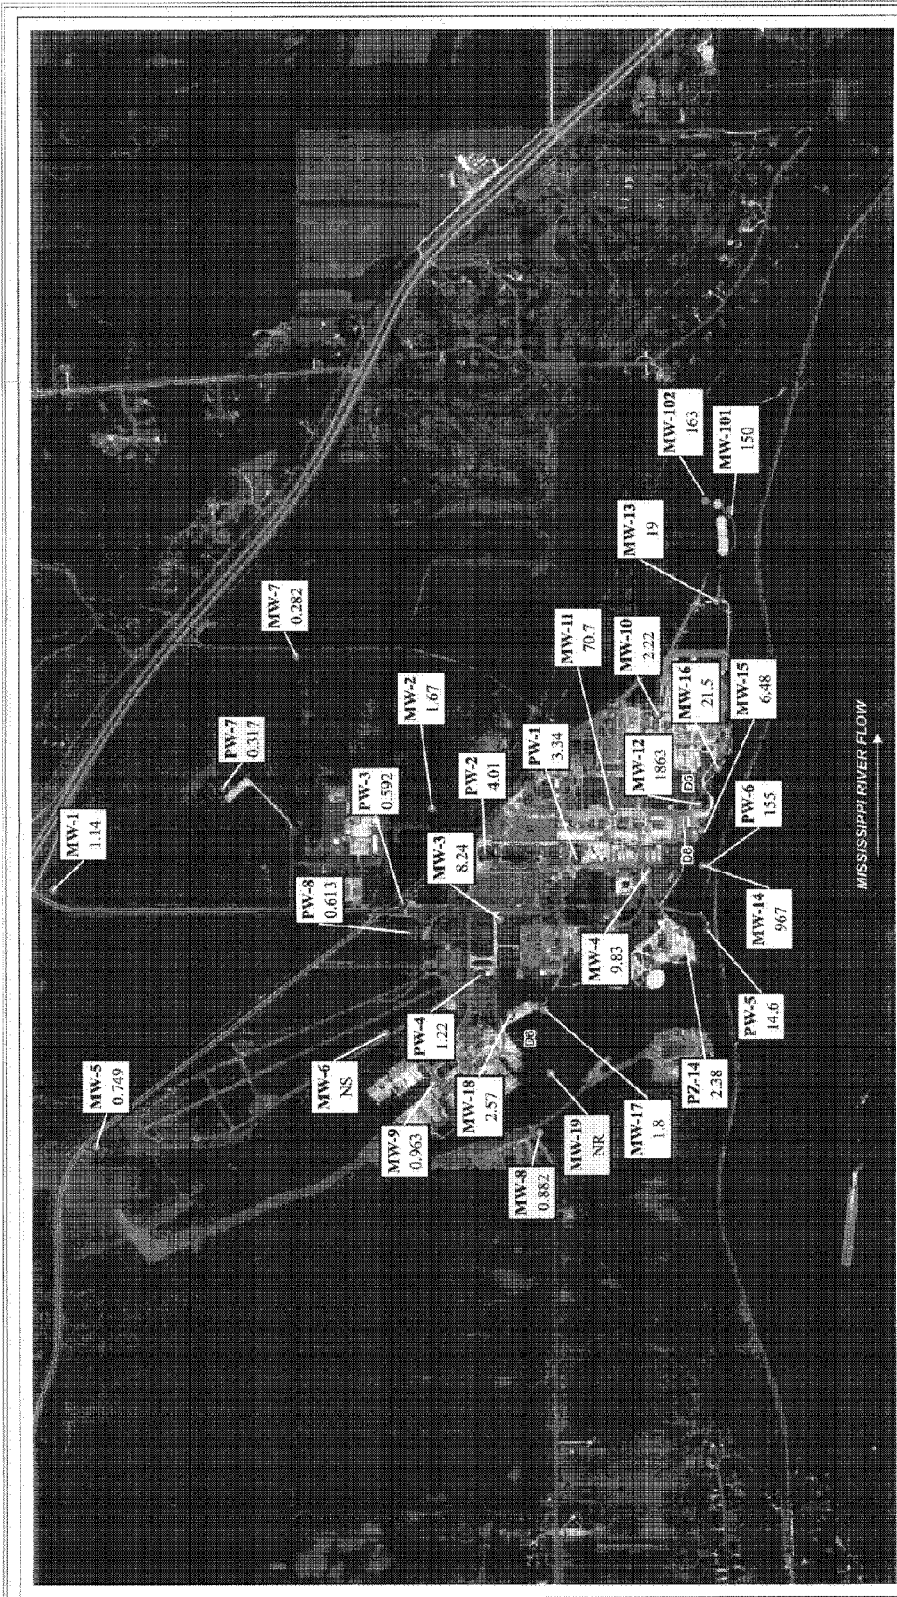 MW-5
0.749
MW-1
1.14
PW-7
0.317
MW-7
0.282
MW-6
NS
PW-8
0.613
PW-3
0.592
MW-2
1.67
MW-9
0.963
PW-4
1.22
MW-18
2.57
MW-3
8.24
PW-2
4.01
PW-1
3.34
MW-8
0.882
MW-19
NR
MW-17
1.8
MW-4
9.83
MW-11
70.7
MW-10
2.22
MW-13
19
MW-102
163
MW-101
150
MW-12
1863
MW-16
21.5
MW-15
6.48
PZ-14
2.38
PW-5
14.6
MW-14
967
PW-6
155
MISSISSIPPI RIVER FLOW